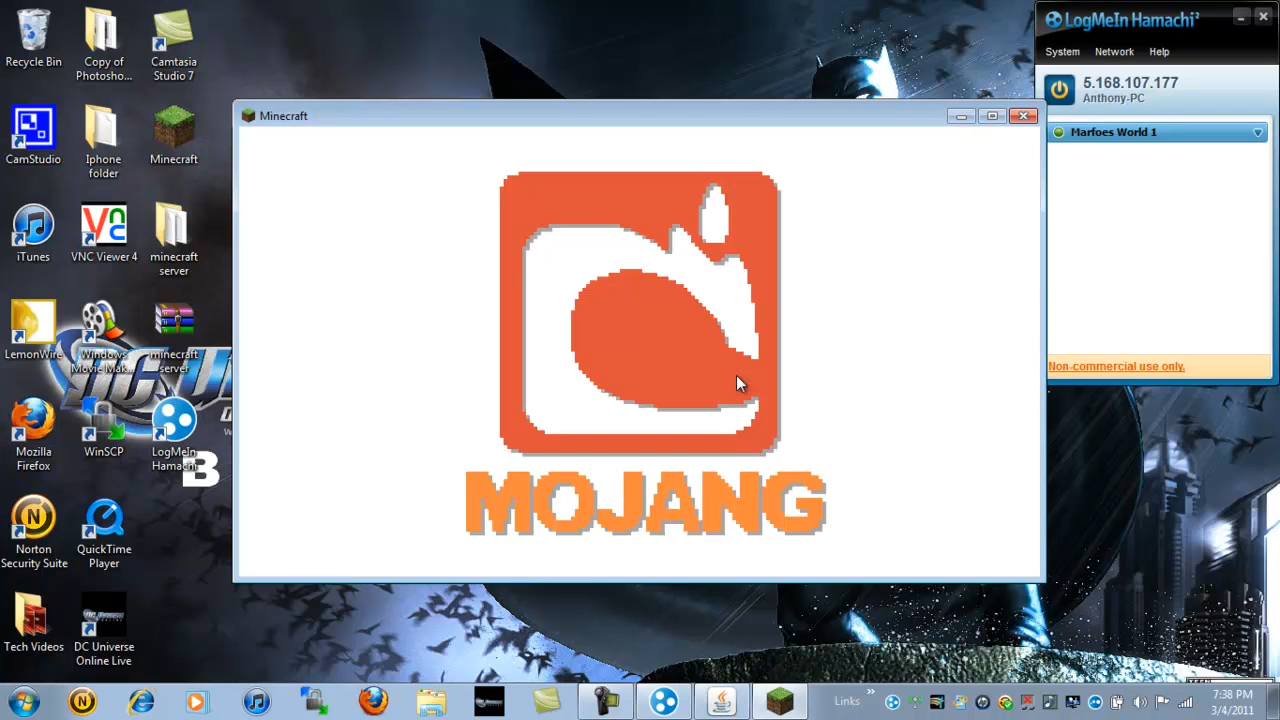 Recycle Bin
Copy of
Photosho...
Camtasia
Studio 7
CamStudio
Iphone
folder
Minecraft
iTunes
VNC Viewer 4
minecraft
server
LemonWire
Windows
Movie Mak...
minecraft
server
Mozilla
Firefox
WinSCP
LogMeIn
Hamachi
Norton
Security Suite
QuickTime
Player
Tech Videos
DC Universe
Online Live
Minecraft
MOJANG
LogMeIn Hamachi²
System Network Help
5.168.107.177
Anthony-PC
Marfoes World 1
Non-commercial use only.
Links
7:38 PM
3/4/2011